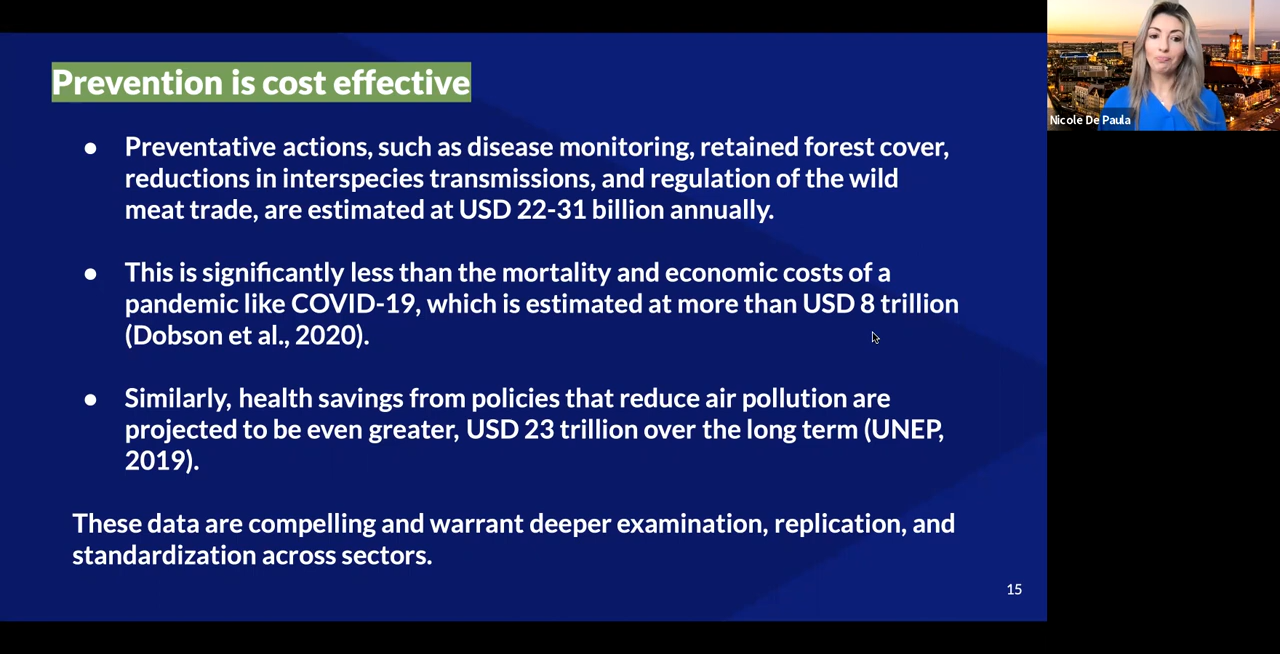 Prevention is cost effective
● Preventative actions, such as disease monitoring, retained forest cover,
reductions in interspecies transmissions, and regulation of the wild
meat trade, are estimated at USD 22-31 billion annually.
● This is significantly less than the mortality and economic costs of a
pandemic like COVID-19, which is estimated at more than USD 8 trillion
(Dobson et al., 2020).
● Similarly, health savings from policies that reduce air pollution are
projected to be even greater, USD 23 trillion over the long term (UNEP,
2019).
These data are compelling and warrant deeper examination, replication, and
standardization across sectors.
15
Nicole De Paula